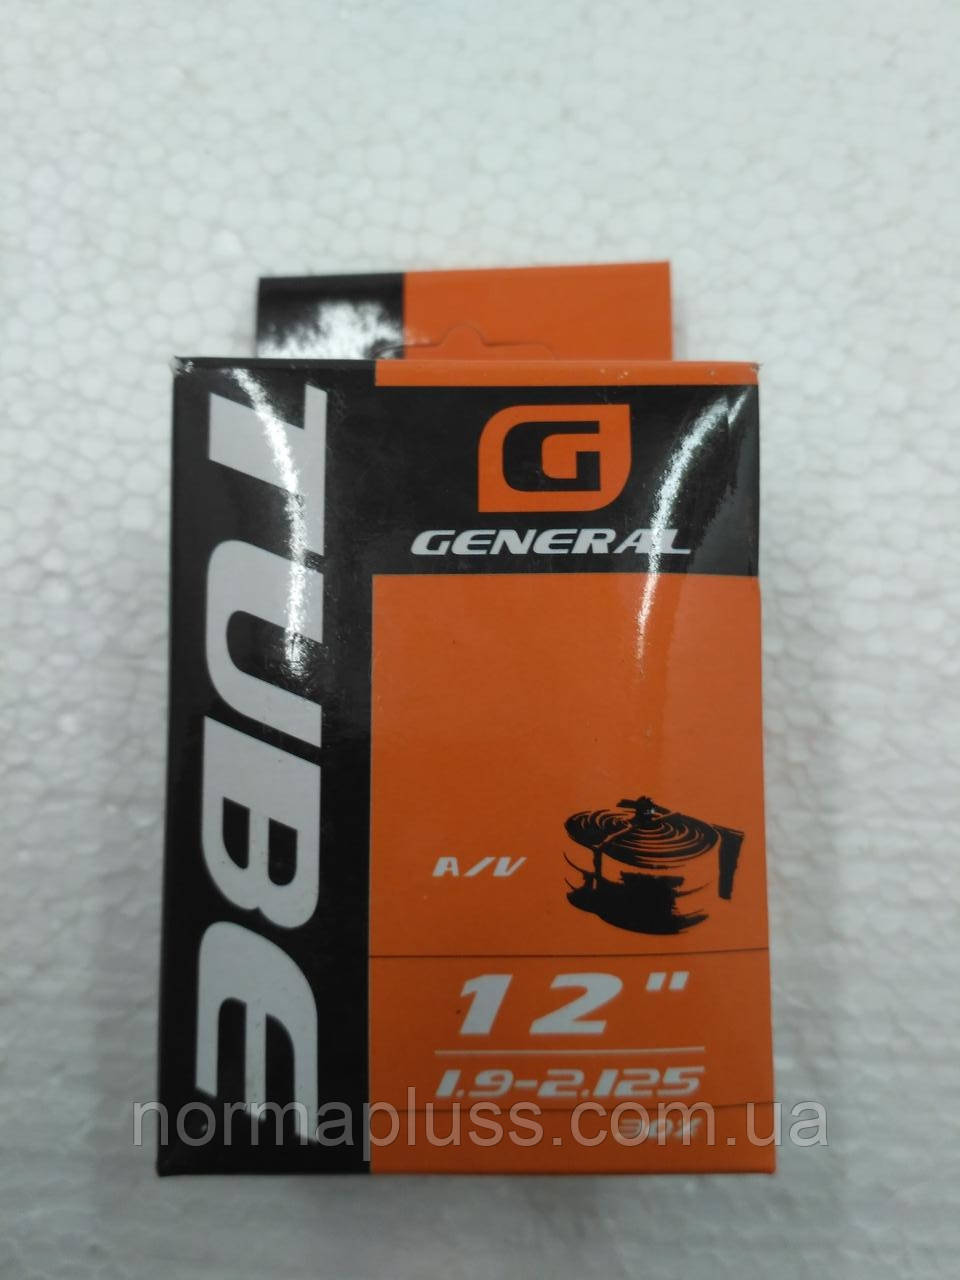 TUBE
G
GENERAL
A/V
12"
1.9-2.125
normapluss.com.ua